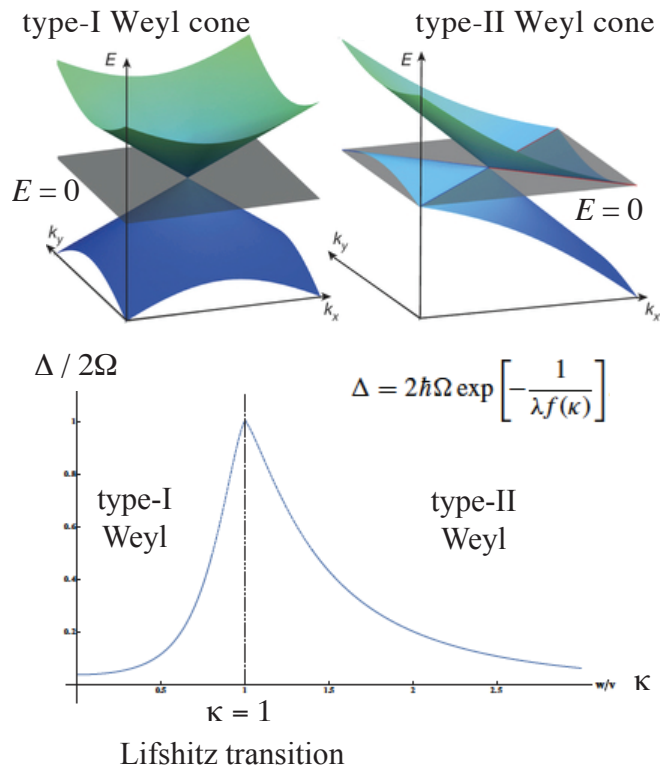 type-I Weyl cone
type-II Weyl cone
E
E
E = 0
E = 0
k_y
k_x
k_y
k_x
Δ / 2Ω
Δ = 2ħΩ exp[-1/(λf(κ))]
1
0.8
0.6
0.4
0.2
type-I
Weyl
type-II
Weyl
0.5
1
1.5
2
2.5
w/v
κ
κ = 1
Lifshitz transition